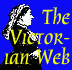 The
Victor-
ian Web